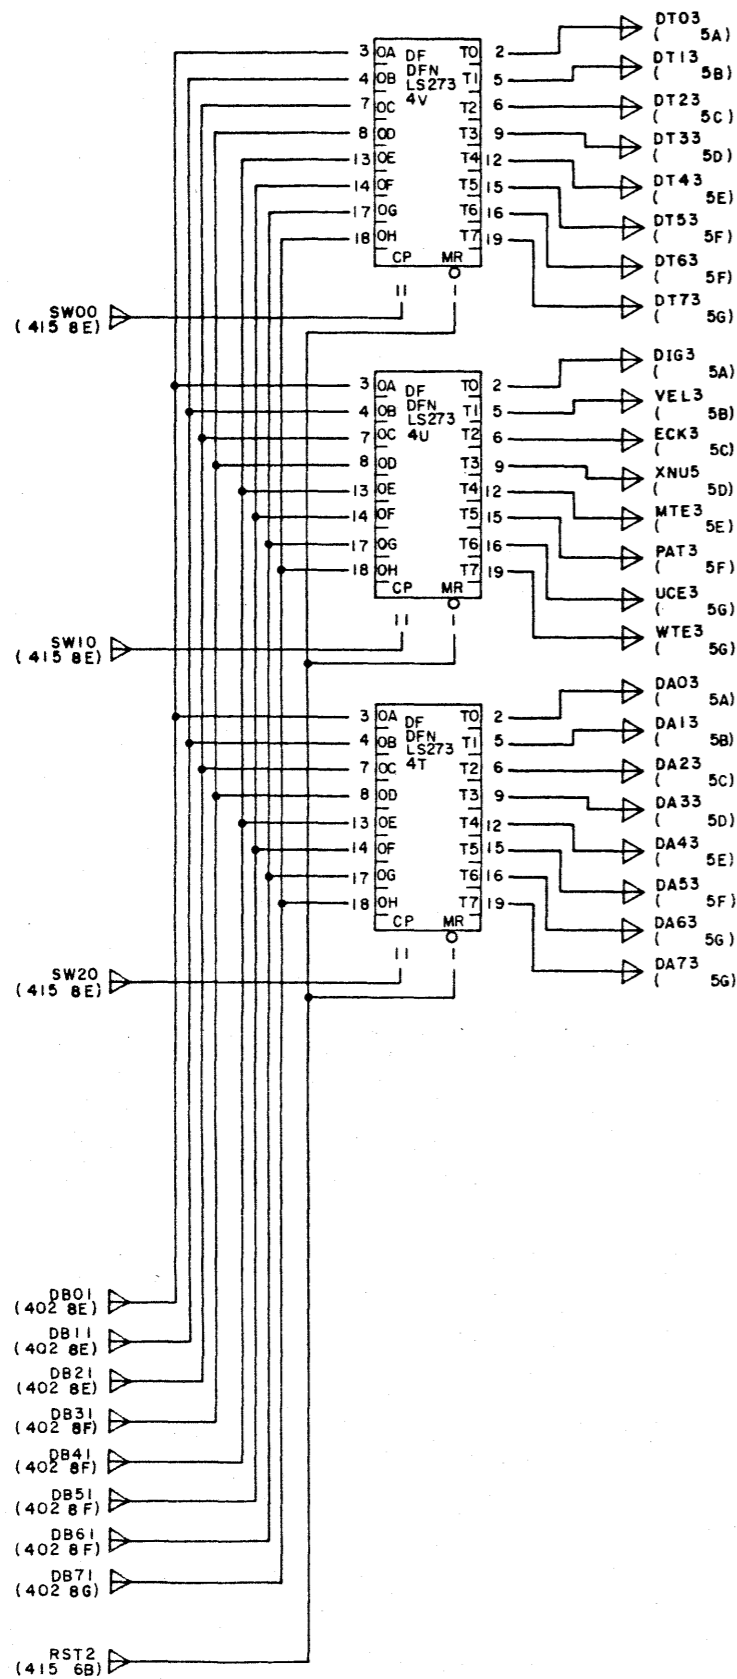 DT03
3 OA DF T0 2 ( 5A)
DFN DT13
4 OB LS273 T1 5 ( 5B)
4V
7 OC T2 6 DT23
( 5C)
8 OD T3 9 DT33
( 5D)
13 OE T4 12 DT43
( 5E)
14 OF T5 15 DT53
( 5F)
17 OG T6 16 DT63
( 5F)
18 OH T7 19 DT73
( 5G)
CP MR
11 1
SW00
(415 8E)
DIG3
( 5A)
3 OA DF T0 2
DFN
4 OB LS273 T1 5 VEL3
( 5B)
4U
7 OC T2 6 ECK3
( 5C)
8 OD T3 9 XNU5
( 5D)
13 OE T4 12 MTE3
( 5E)
14 OF T5 15 PAT3
( 5F)
17 OG T6 16 UCE3
( 5G)
18 OH T7 19 WTE3
( 5G)
CP MR
11 1
SW10
(415 8E)
DA03
( 5A)
3 OA DF T0 2
DFN
4 OB LS273 T1 5 DA13
( 5B)
4T
7 OC T2 6 DA23
( 5C)
8 OD T3 9 DA33
( 5D)
13 OE T4 12 DA43
( 5E)
14 OF T5 15 DA53
( 5F)
17 OG T6 16 DA63
( 5G)
18 OH T7 19 DA73
( 5G)
CP MR
11 1
SW20
(415 8E)
DB01
(402 8E)
DB11
(402 8E)
DB21
(402 8E)
DB31
(402 8F)
DB41
(402 8F)
DB51
(402 8F)
DB61
(402 8F)
DB71
(402 8G)
RST2
(415 6B)